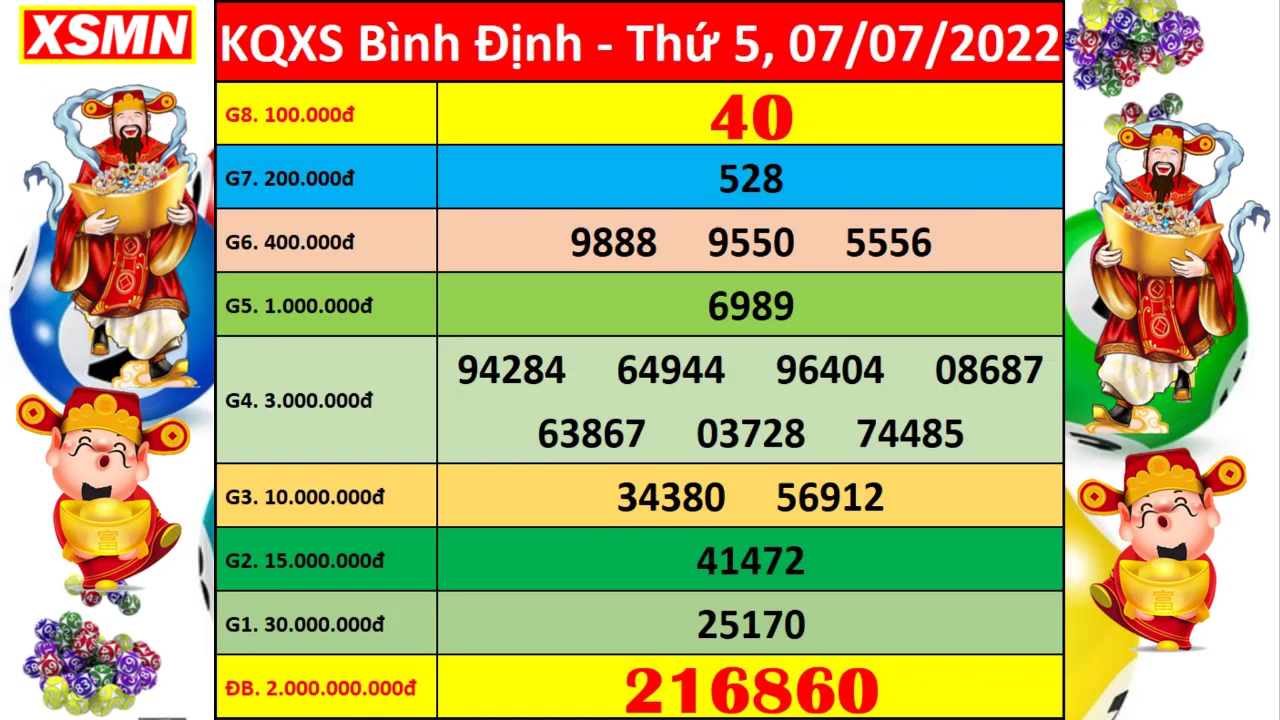 XSMN
KQXS Bình Định - Thứ 5, 07/07/2022
G8. 100.000đ 40
G7. 200.000đ 528
G6. 400.000đ 9888 9550 5556
G5. 1.000.000đ 6989
G4. 3.000.000đ 94284 64944 96404 08687
63867 03728 74485
G3. 10.000.000đ 34380 56912
G2. 15.000.000đ 41472
G1. 30.000.000đ 25170
ĐB. 2.000.000.000đ 216860
富
富